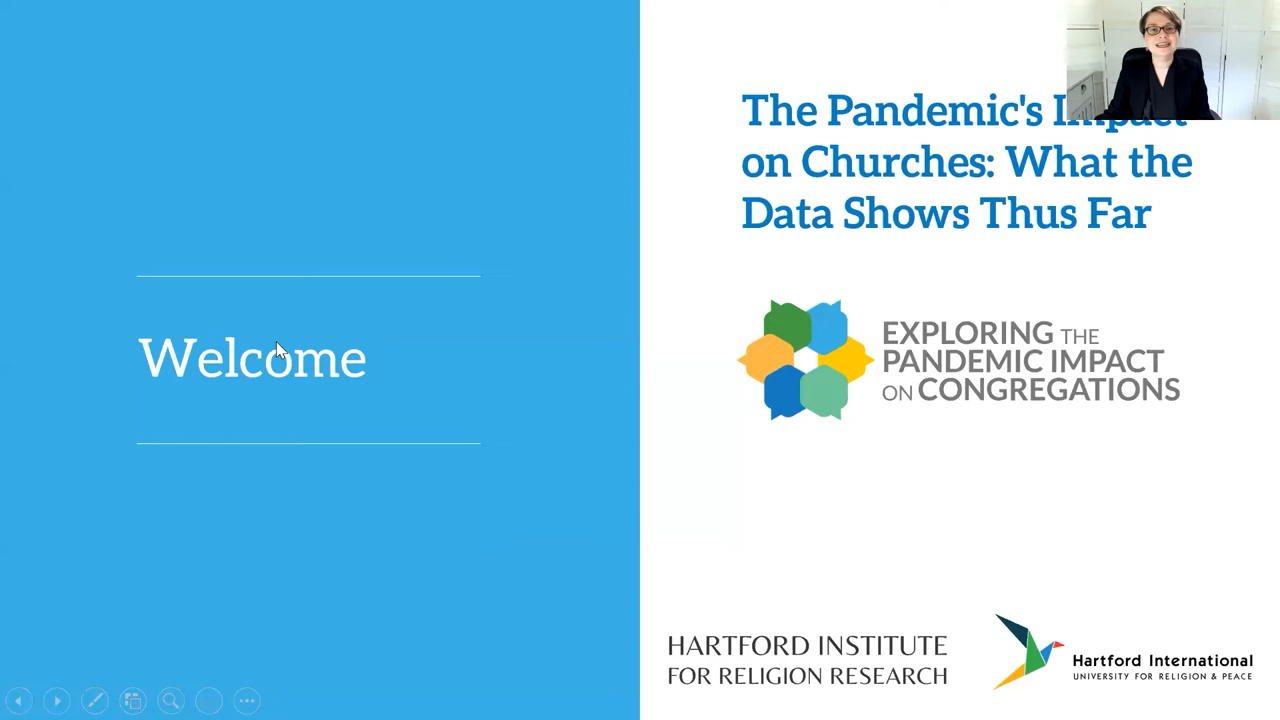 Welcome
The Pandemic's Impact
on Churches: What the
Data Shows Thus Far
EXPLORING THE
PANDEMIC IMPACT
ON CONGREGATIONS
HARTFORD INSTITUTE
FOR RELIGION RESEARCH
Hartford International
UNIVERSITY FOR RELIGION & PEACE